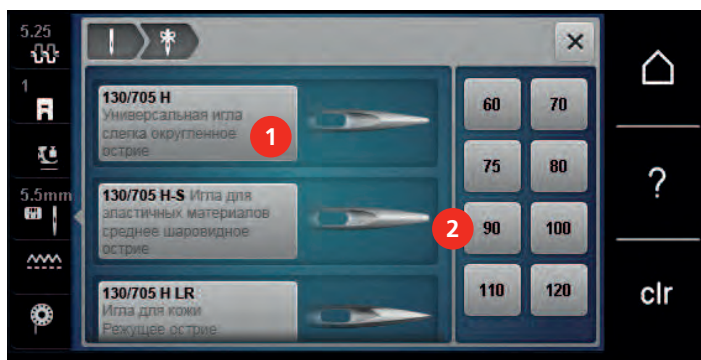 5.25
1
5.5mm
130/705 H
Универсальная игла
слегка округленное
острие
1
130/705 H-S Игла для
эластичных материалов
среднее шаровидное
острие
2
130/705 H LR
Игла для кожи
Режущее острие
60 70
75 80
90 100
110 120
?
clr